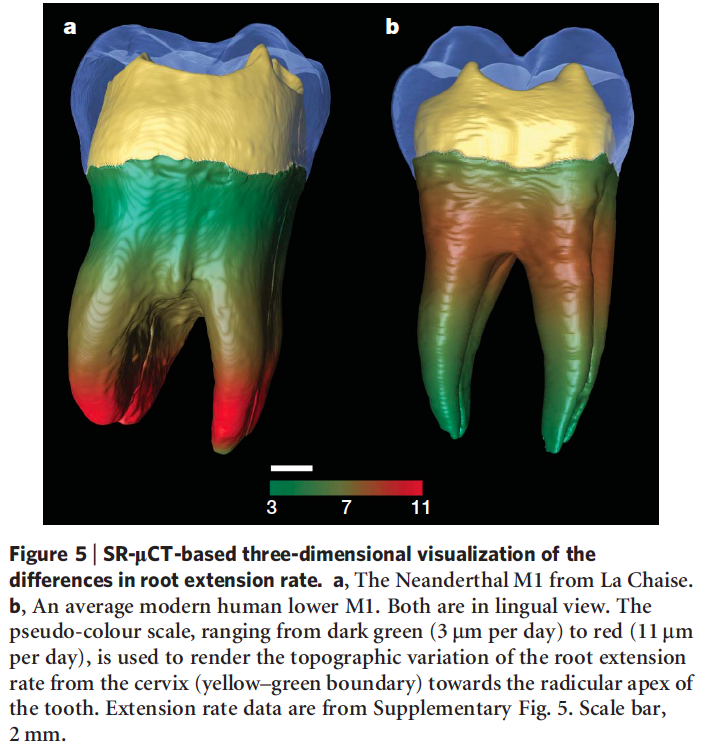 a
b
3 7 11
Figure 5 | SR-μCT-based three-dimensional visualization of the
differences in root extension rate. a, The Neanderthal M1 from La Chaise.
b, An average modern human lower M1. Both are in lingual view. The
pseudo-colour scale, ranging from dark green (3 μm per day) to red (11 μm
per day), is used to render the topographic variation of the root extension
rate from the cervix (yellow–green boundary) towards the radicular apex of
the tooth. Extension rate data are from Supplementary Fig. 5. Scale bar,
2 mm.